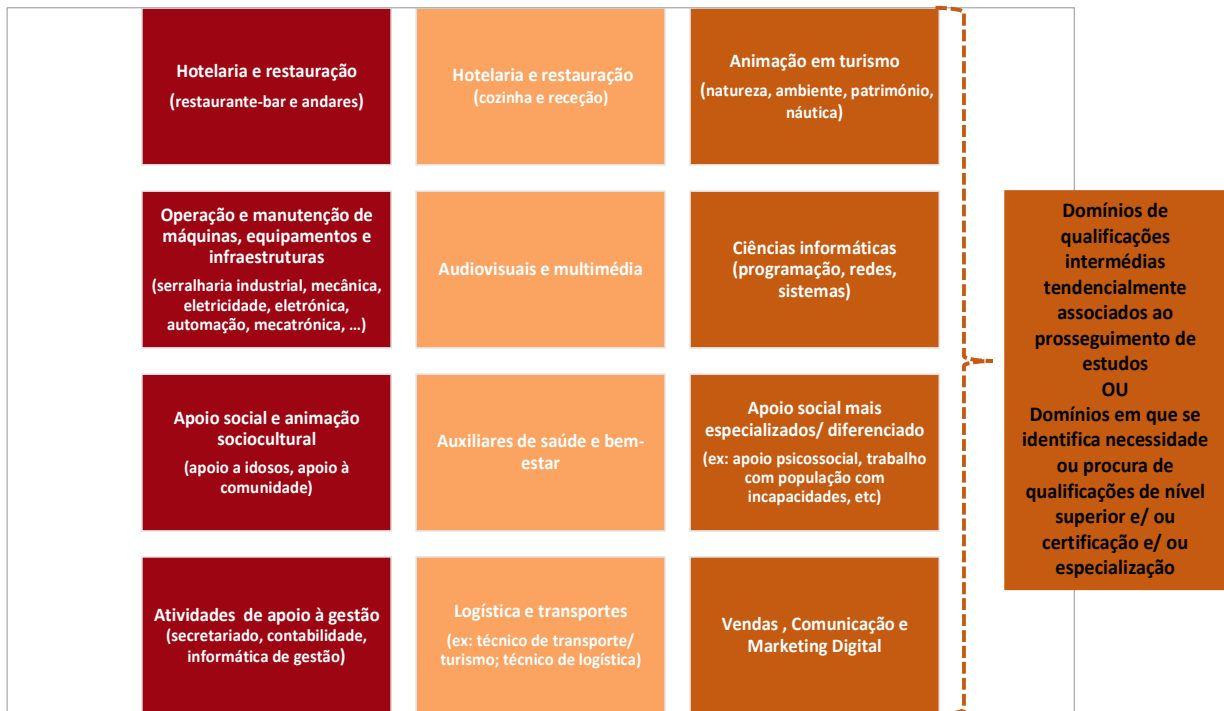 Hotelaria e restauração
(restaurante-bar e andares)
Hotelaria e restauração
(cozinha e receção)
Animação em turismo
(natureza, ambiente, património,
náutica)
Operação e manutenção de
máquinas, equipamentos e
infraestruturas
(serralharia industrial, mecânica,
eletricidade, eletrónica,
automação, mecatrónica, ...)
Audiovisuais e multimédia
Ciências informáticas
(programação, redes,
sistemas)
Apoio social e animação
sociocultural
(apoio a idosos, apoio à
comunidade)
Auxiliares de saúde e bem-
estar
Apoio social mais
especializados/ diferenciado
(ex: apoio psicossocial, trabalho
com população com
incapacidades, etc)
Atividades de apoio à gestão
(secretariado, contabilidade,
informática de gestão)
Logística e transportes
(ex: técnico de transporte/
turismo; técnico de logística)
Vendas , Comunicação e
Marketing Digital
Domínios de
qualificações
intermédias
tendencialmente
associados ao
prosseguimento de
estudos
OU
Domínios em que se
identifica necessidade
ou procura de
qualificações de nível
superior e/ ou
certificação e/ ou
especialização